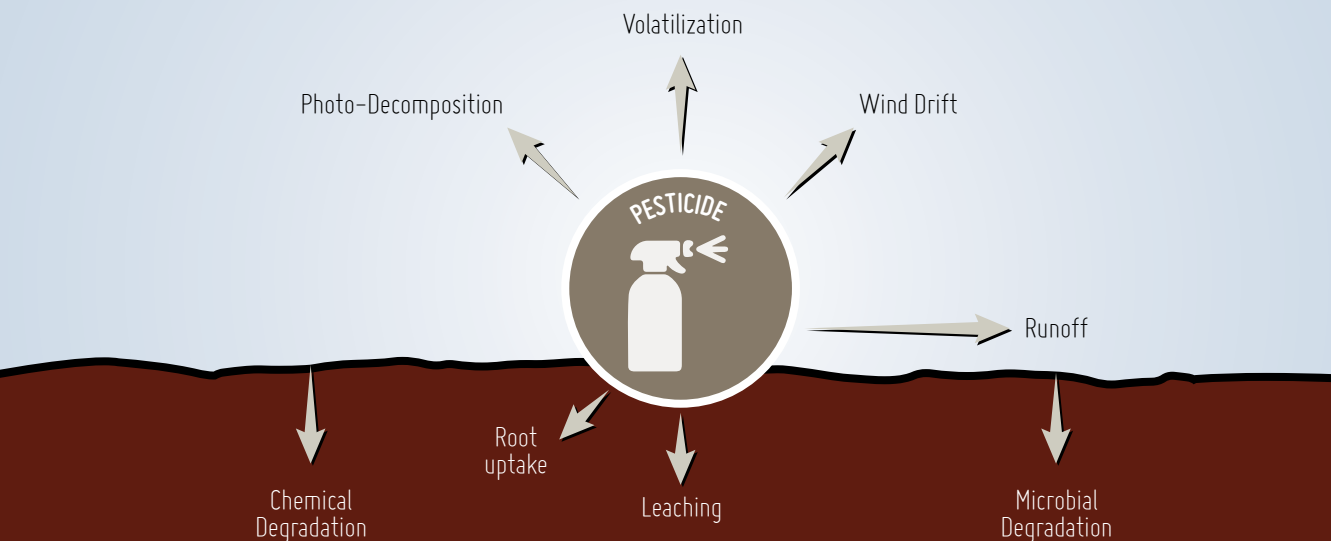 Volatilization
Photo-Decomposition
Wind Drift
PESTICIDE
Runoff
Root
uptake
Chemical
Degradation
Leaching
Microbial
Degradation